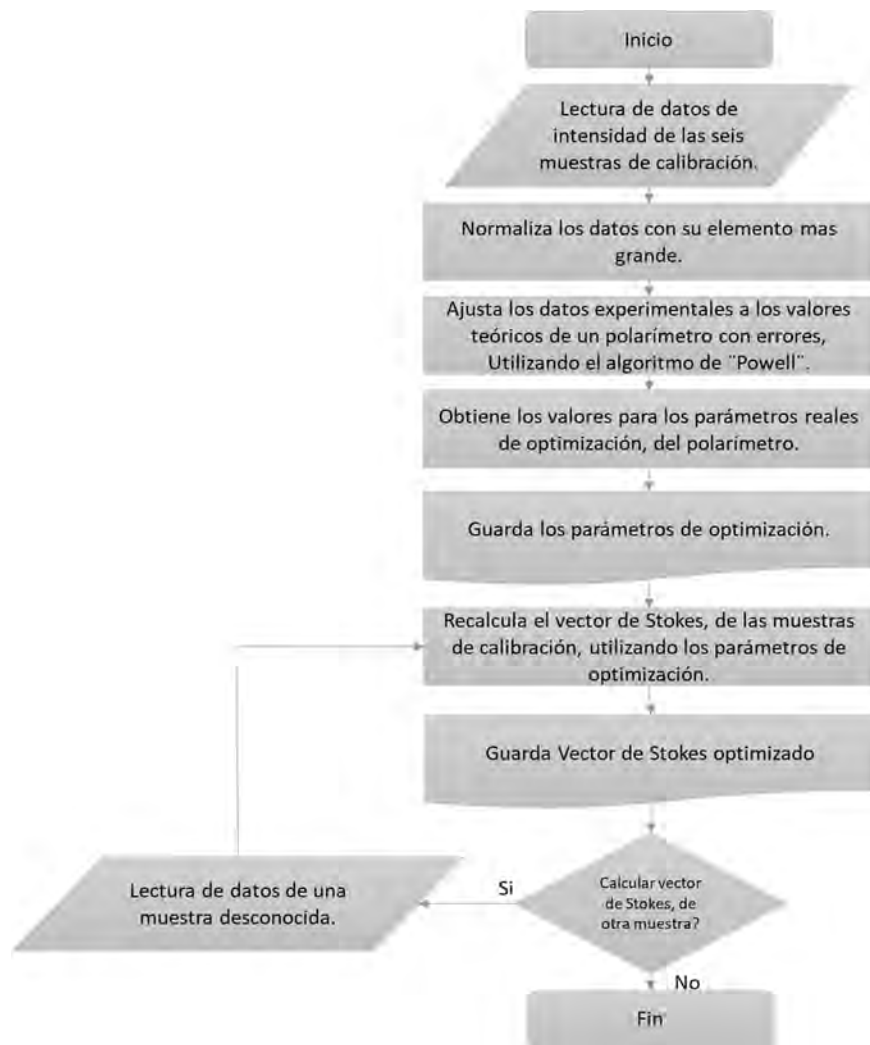 Inicio
Lectura de datos de
intensidad de las seis
muestras de calibración.
Normaliza los datos con su elemento mas
grande.
Ajusta los datos experimentales a los valores
teóricos de un polarímetro con errores,
Utilizando el algoritmo de ¨Powell¨.
Obtiene los valores para los parámetros reales
de optimización, del polarímetro.
Guarda los parámetros de optimización.
Recalcula el vector de Stokes, de las muestras
de calibración, utilizando los parámetros de
optimización.
Guarda Vector de Stokes optimizado
Calcular vector
de Stokes, de
otra muestra?
Si
Lectura de datos de una
muestra desconocida.
No
Fin